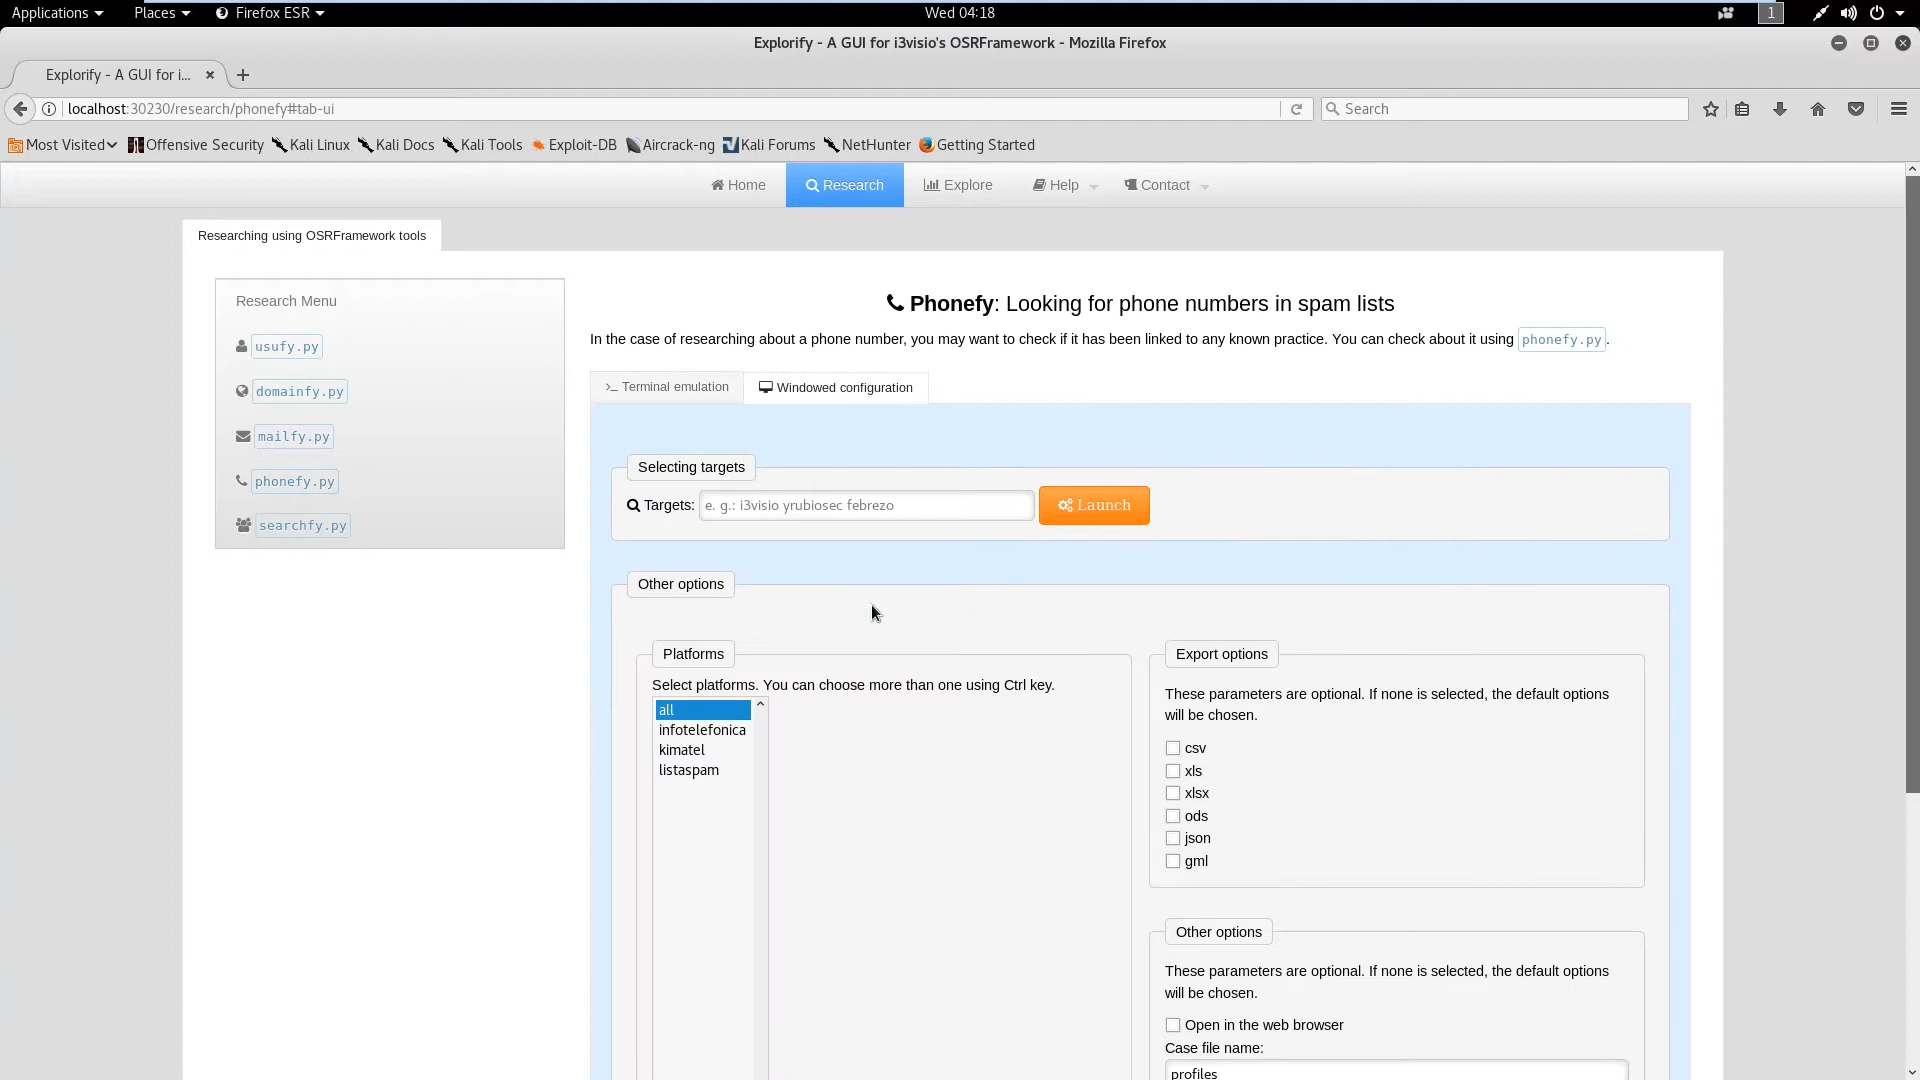 Applications Places Firefox ESR Wed 04:18 1
Explorify - A GUI for i3visio's OSRFramework - Mozilla Firefox
Explorify - A GUI for i...
localhost:30230/research/phonefy#tab-ui Search
Most Visited Offensive Security Kali Linux Kali Docs Kali Tools Exploit-DB Aircrack-ng Kali Forums NetHunter Getting Started
Home Research Explore Help Contact
Researching using OSRFramework tools
Research Menu
usufy.py
domainfy.py
mailfy.py
phonefy.py
searchfy.py
Phonefy: Looking for phone numbers in spam lists
In the case of researching about a phone number, you may want to check if it has been linked to any known practice. You can check about it using phonefy.py.
>_ Terminal emulation Windowed configuration
Selecting targets
Targets: e. g.: i3visio yrubiosec febrezo Launch
Other options
Platforms
Select platforms. You can choose more than one using Ctrl key.
all
infotelefonica
kimatel
listaspam
Export options
These parameters are optional. If none is selected, the default options
will be chosen.
csv
xls
xlsx
ods
json
gml
Other options
These parameters are optional. If none is selected, the default options
will be chosen.
Open in the web browser
Case file name:
profiles